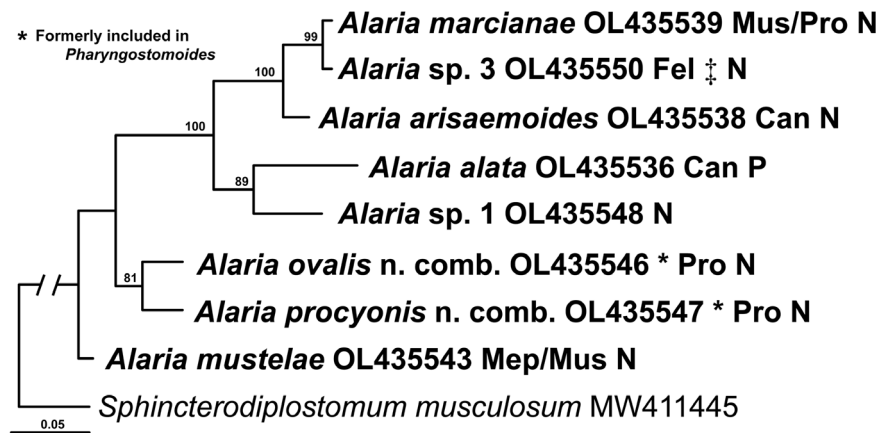 * Formerly included in
Pharyngostomoides
99
Alaria marcianae OL435539 Mus/Pro N
Alaria sp. 3 OL435550 Fel ‡ N
100
Alaria arisaemoides OL435538 Can N
100
Alaria alata OL435536 Can P
89
Alaria sp. 1 OL435548 N
Alaria ovalis n. comb. OL435546 * Pro N
81
Alaria procyonis n. comb. OL435547 * Pro N
Alaria mustelae OL435543 Mep/Mus N
Sphincterodiplostomum musculosum MW411445
0.05